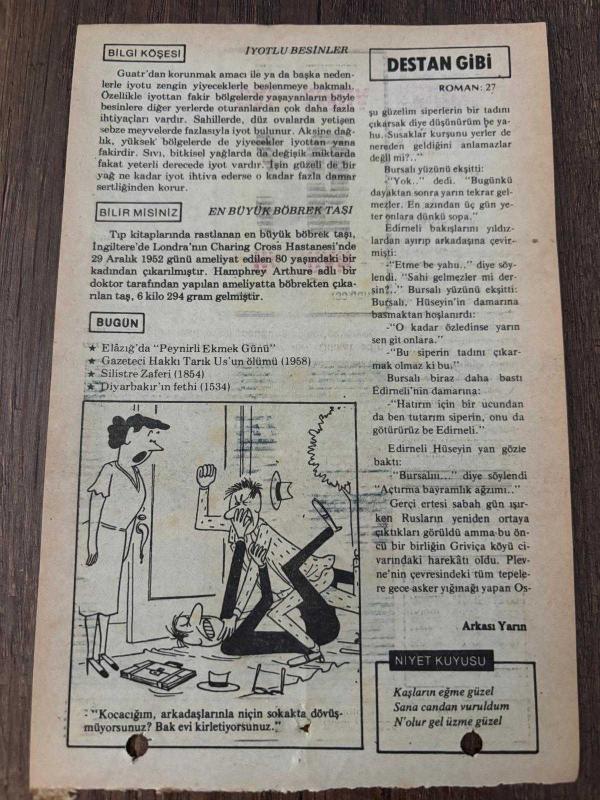 BİLGİ KÖŞESİ
İYOTLU BESİNLER
Guatr'dan korunmak amacı ile ya da başka neden-
lerle iyotu zengin yiyeceklerle beslenmeye bakmalı.
Özellikle iyottan fakir bölgelerde yaşayanların böyle
besinlere diğer yerlerde oturanlardan çok daha fazla
ihtiyaçları vardır. Sahillerde, düz ovalarda yetişen
sebze meyvelerde fazlasıyla iyot bulunur. Aksine dağ-
lık, yüksek bölgelerde de yiyecekler iyottan yana
fakirdir. Sıvı, bitkisel yağlarda da değişik miktarda
fakat yeterli derecede iyot vardır. İşin güzeli de bir
yağ ne kadar iyot ihtiva ederse o kadar fazla damar
sertliğinden korur.
BİLİR MİSİNİZ
EN BÜYÜK BÖBREK TAŞI
Tıp kitaplarında rastlanan en büyük böbrek taşı,
İngiltere'de Londra'nın Charing Cross Hastanesi'nde
29 Aralık 1952 günü ameliyat edilen 80 yaşındaki bir
kadından çıkarılmıştır. Hamphrey Arthure adlı bir
doktor tarafından yapılan ameliyatta böbrekten çıka-
rılan taş, 6 kilo 294 gram gelmiştir.
BUGÜN
★ Elâzığ'da "Peynirli Ekmek Günü"
★ Gazeteci Hakkı Tarık Us'un ölümü (1958)
★ Silistre Zaferi (1854)
★ Diyarbakır'ın fethi (1534)
- "Kocacığım, arkadaşlarınla niçin sokakta dövüş-
müyorsunuz? Bak evi kirletiyorsunuz."
DESTAN GİBİ
ROMAN: 27
şu güzelim siperlerin bir tadını
çıkarsak diye düşünürüm be ya-
hu. Susaklar kurşunu yerler de
nereden geldiğini anlamazlar
değil mi?.."
Bursalı yüzünü ekşitti:
-"Yok.." dedi. "Bugünkü
dayaktan sonra yarın tekrar gel-
mezler. En azından üç gün ye-
ter onlara dünkü sopa."
Edirneli bakışlarını yıldız-
lardan ayırıp arkadaşına çevir-
mişti:
-"Etme be yahu.." diye söy-
lendi. "Sahi gelmezler mi der-
sin?.." Bursalı yüzünü ekşitti:
Bursalı, Hüseyin'in damarına
basmaktan hoşlanırdı:
-"O kadar özledinse yarın
sen git onlara."
-"Bu siperin tadını çıkar-
mak olmaz ki bu."
Bursalı biraz daha bastı
Edirneli'nin damarına:
-"Hatırım için bir ucundan
da ben tutarım siperin, onu da
götürürüz be Edirneli."
Edirneli Hüseyin yan gözle
baktı:
-"Bursalııı..." diye söylendi
"Açtırma bayramlık ağzımı.."
Gerçi ertesi sabah gün ışır-
ken Rusların yeniden ortaya
çıktıkları görüldü amma bu ön-
cü bir birliğin Griviça köyü ci-
varındaki harekâtı oldu. Plev-
ne'nin çevresindeki tüm tepele-
re gece asker yığınağı yapan Os-
Arkası Yarın
NİYET KUYUSU
Kaşların eğme güzel
Sana candan vuruldum
N'olur gel üzme güzel